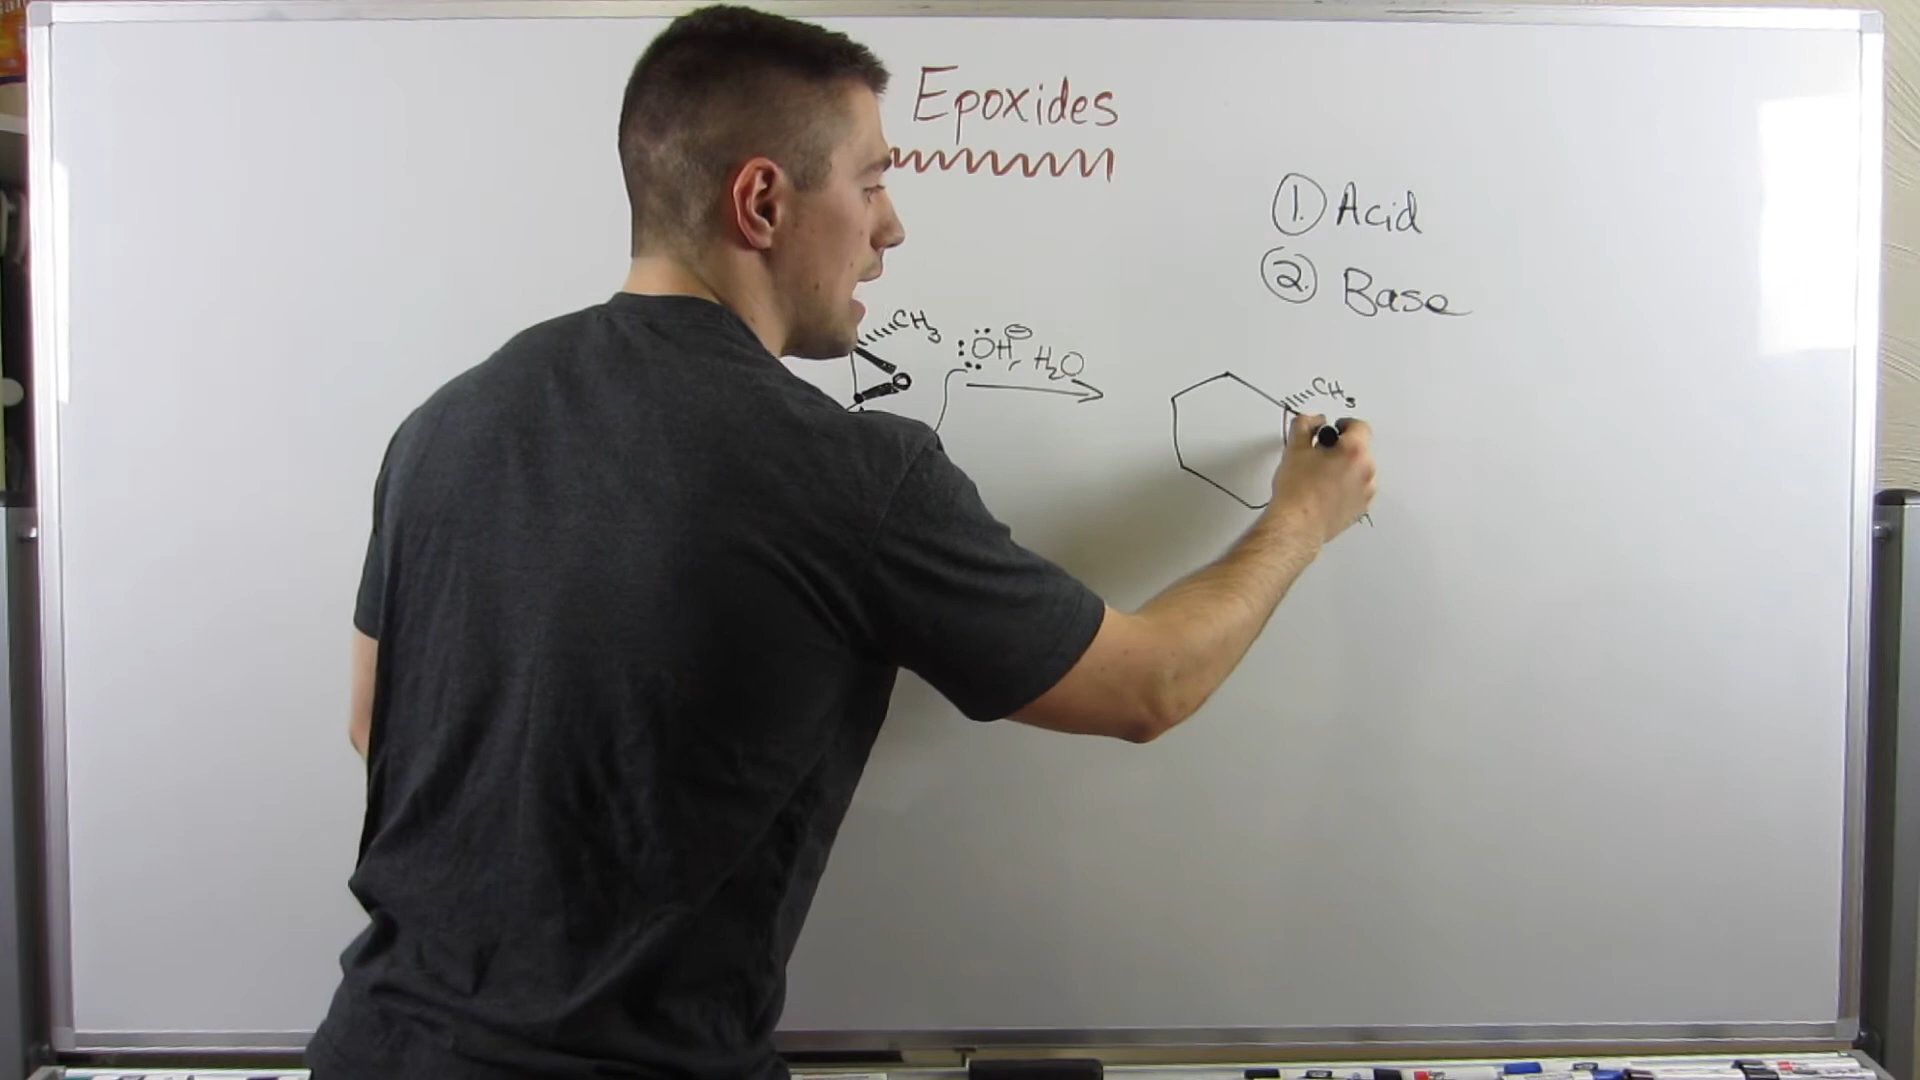 Epoxides
1. Acid
2. Base
CH3
:ÖH⊖, H2O
CH3